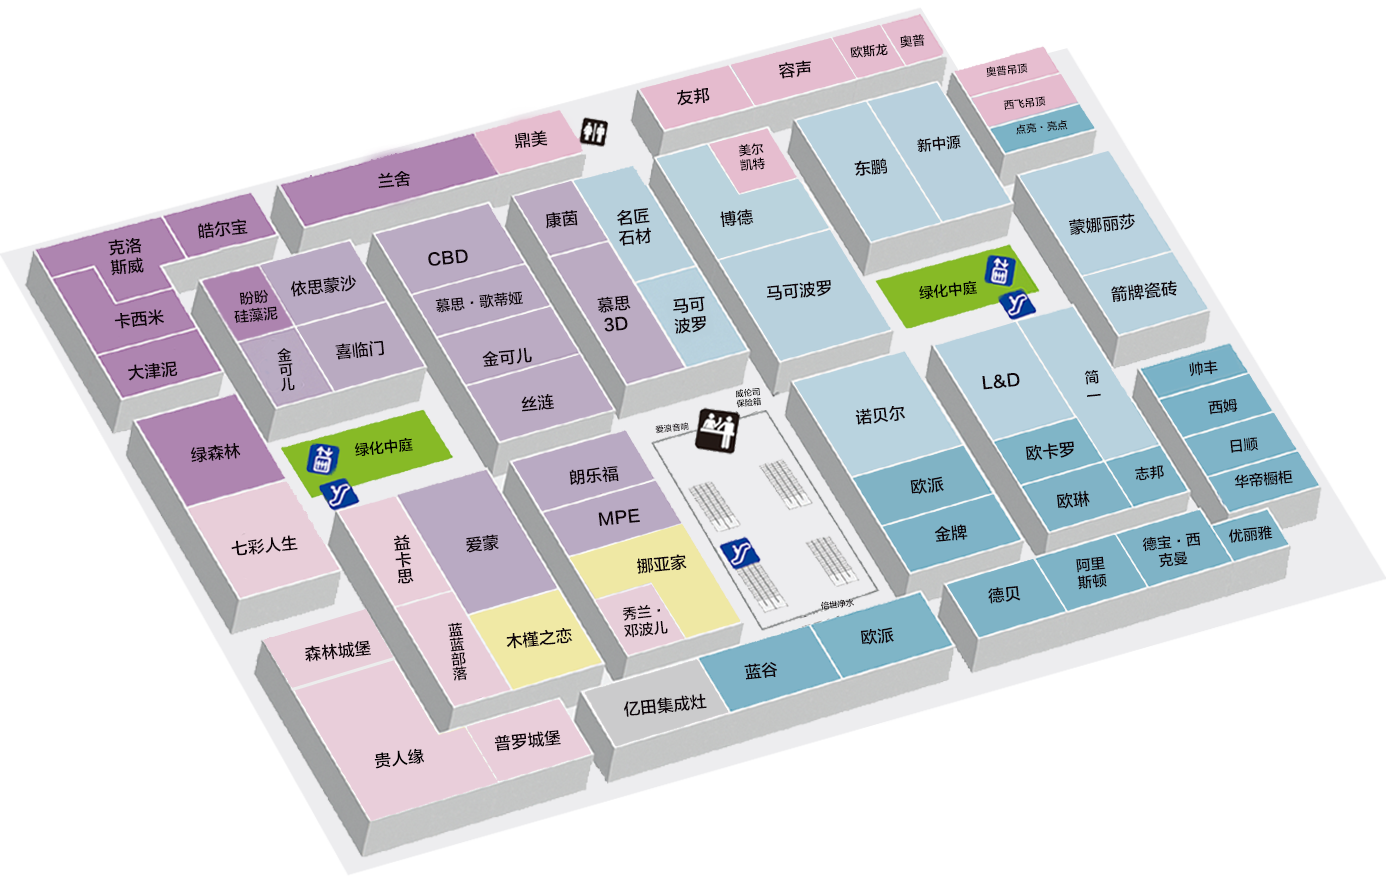 欧斯龙
奥普
容声
友邦
奥普吊顶
西飞吊顶
点亮·亮点
鼎美
兰舍
美尔
凯特
东鹏
新中源
皓尔宝
克洛
斯威
康茵
名匠
石材
博德
蒙娜丽莎
CBD
依思蒙沙
盼盼
硅藻泥
慕思·歌蒂娅
慕思
3D
马可
波罗
马可波罗
绿化中庭
箭牌瓷砖
卡西米
大津泥
金可儿
喜临门
金可儿
丝涟
L&D
简一
帅丰
西姆
日顺
华帝橱柜
威伦司
保险箱
爱浪音响
诺贝尔
绿森林
绿化中庭
朗乐福
MPE
欧卡罗
欧派
欧琳
志邦
金牌
七彩人生
益卡思
爱蒙
挪亚家
秀兰·
邓波儿
德宝·西
克曼
优丽雅
阿里
斯顿
德贝
倍世净水
森林城堡
蓝蓝部落
木槿之恋
欧派
蓝谷
亿田集成灶
贵人缘
普罗城堡